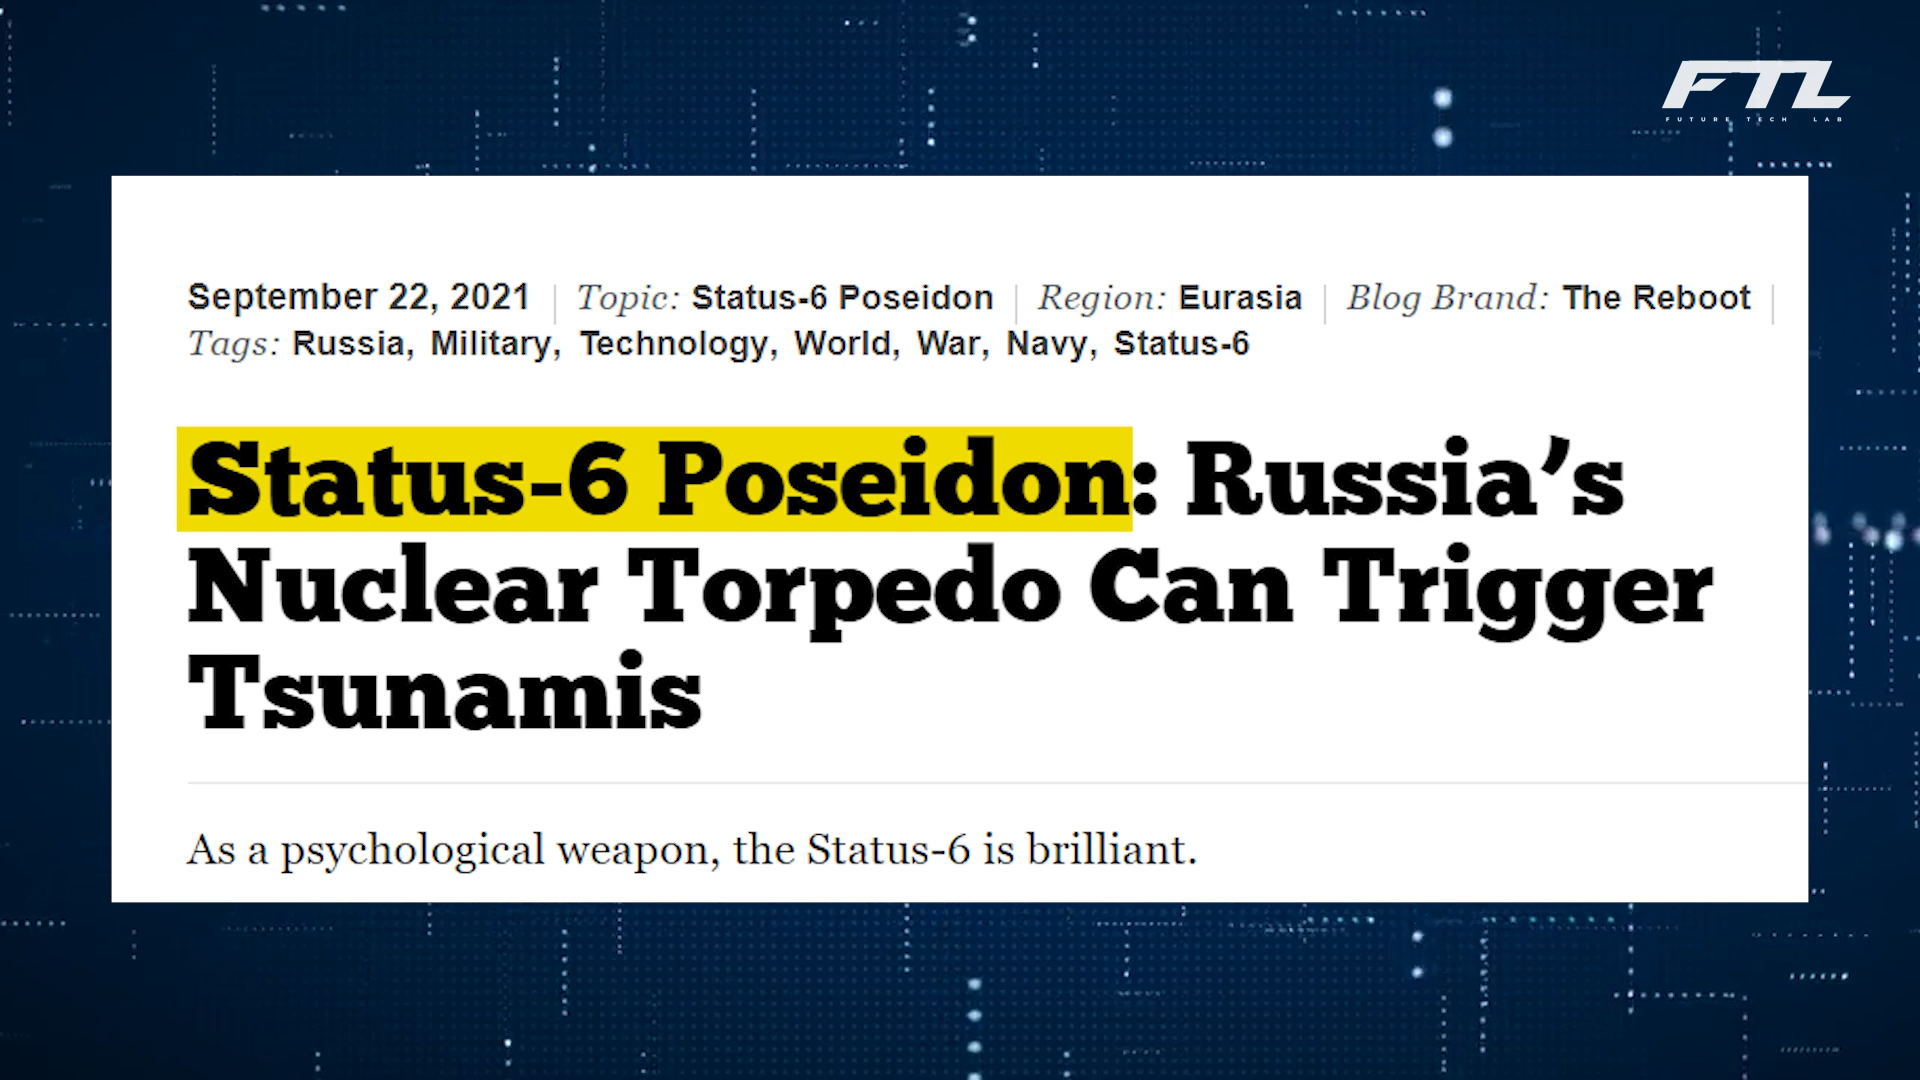 FTL
FUTURE TECH LAB
September 22, 2021 | Topic: Status-6 Poseidon | Region: Eurasia | Blog Brand: The Reboot |
Tags: Russia, Military, Technology, World, War, Navy, Status-6
Status-6 Poseidon: Russia’s
Nuclear Torpedo Can Trigger
Tsunamis
As a psychological weapon, the Status-6 is brilliant.